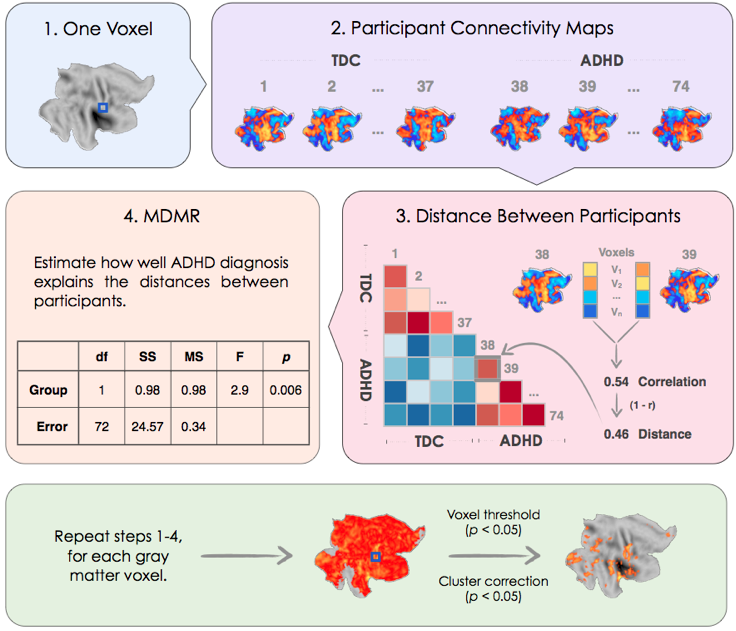 1. One Voxel
2. Participant Connectivity Maps
TDC
ADHD
1 2 ... 37 38 39 ... 74
... ...
4. MDMR
Estimate how well ADHD diagnosis
explains the distances between
participants.
df SS MS F p
Group 1 0.98 0.98 2.9 0.006
Error 72 24.57 0.34
3. Distance Between Participants
1
2
...
37
38
39
...
74
TDC
ADHD
TDC ADHD
38 Voxels 39
V1
V2
...
Vn
0.54 Correlation
(1 - r)
0.46 Distance
Repeat steps 1-4,
for each gray
matter voxel.
Voxel threshold
(p < 0.05)
Cluster correction
(p < 0.05)